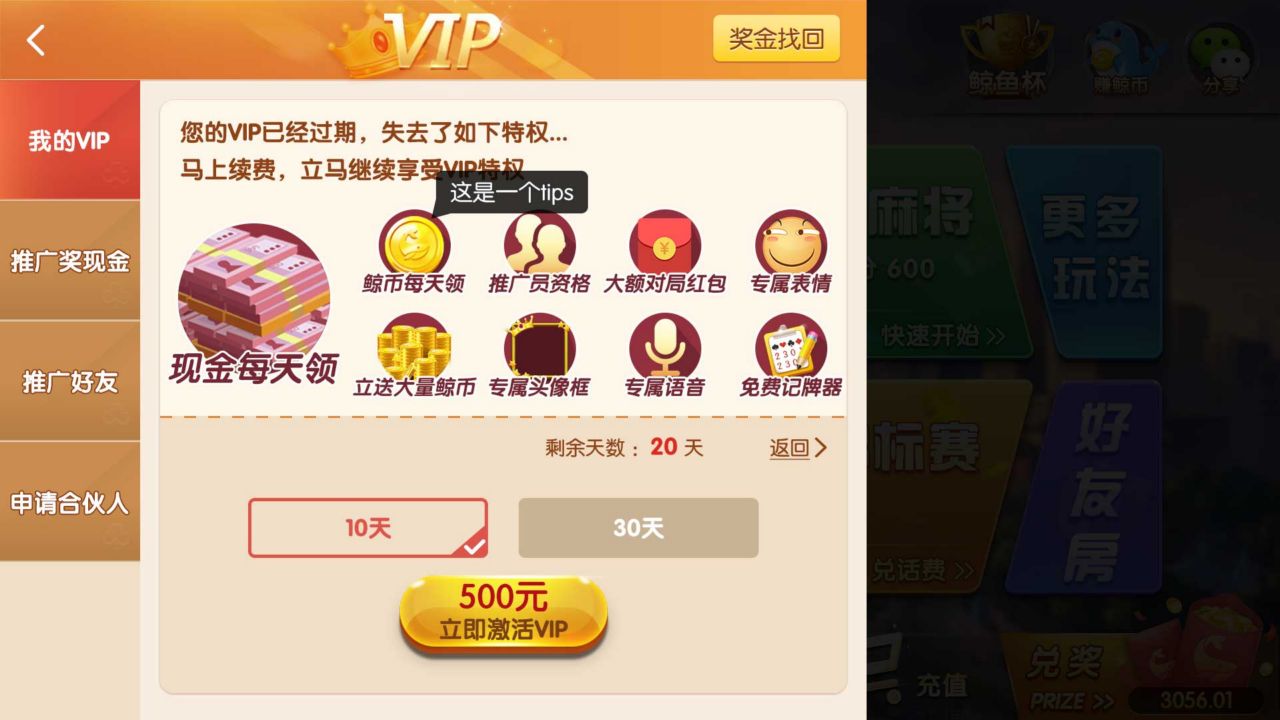 VIP
奖金找回
我的VIP
推广奖现金
推广好友
申请合伙人
您的VIP已经过期，失去了如下特权...
马上续费，立马继续享受VIP特权
这是一个tips
现金每天领
鲸币每天领
推广员资格
大额对局红包
专属表情
立送大量鲸币
专属头像框
专属语音
免费记牌器
剩余天数：20 天
返回
10天
30天
500元
立即激活VIP
鲸鱼杯
赚鲸币
分享
麻将
分 600
快速开始
更多
玩法
标赛
兑话费
好
友
房
充值
兑奖
PRIZE
3056.01